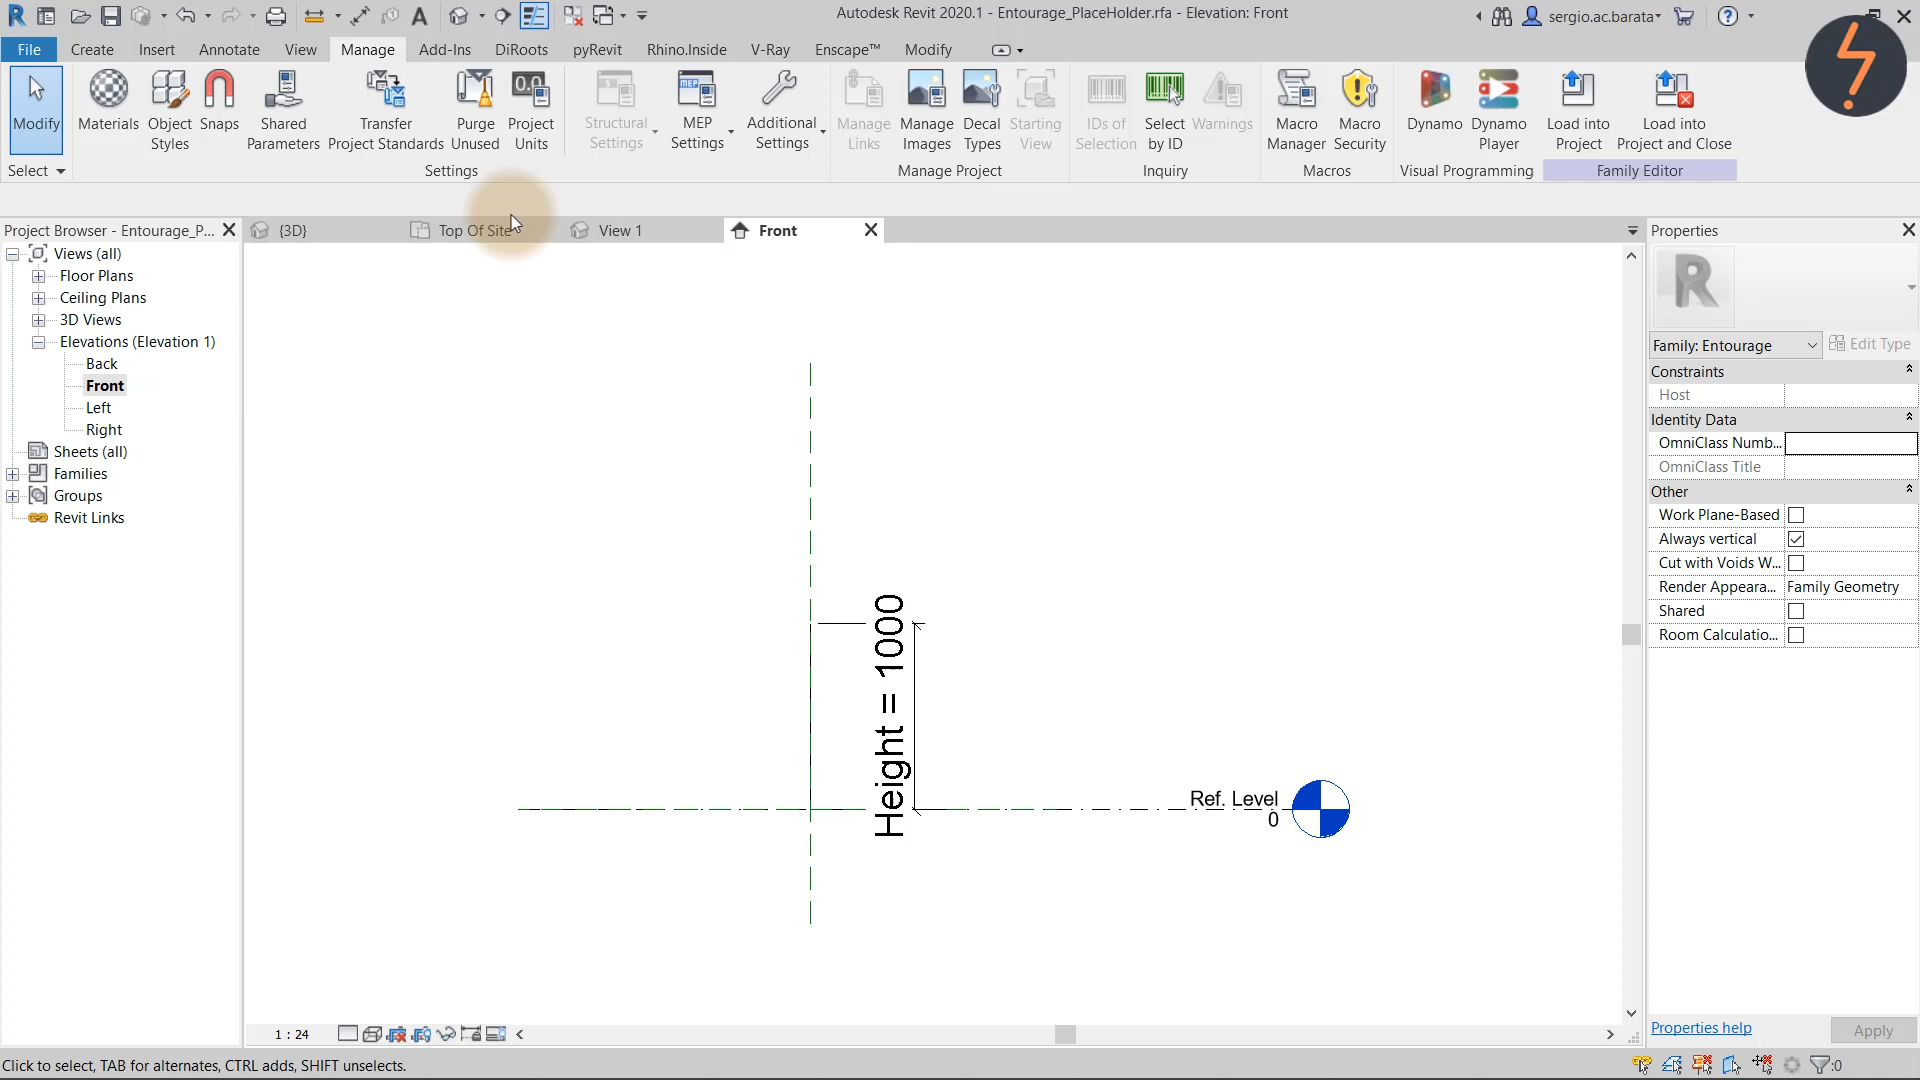 Autodesk Revit 2020.1 - Entourage_PlaceHolder.rfa - Elevation: Front
sergio.ac.barata
File Create Insert Annotate View Manage Add-Ins DiRoots pyRevit Rhino.Inside V-Ray Enscape™ Modify
Modify
Materials
Object Styles
Snaps
Shared Parameters
Transfer Project Standards
Purge Unused
Project Units
Structural Settings
MEP Settings
Additional Settings
Manage Links
Manage Images
Decal Types
Starting View
IDs of Selection
Select by ID
Warnings
Macro Manager
Macro Security
Dynamo
Dynamo Player
Load into Project
Load into Project and Close
Select Settings Manage Project Inquiry Macros Visual Programming Family Editor
Project Browser - Entourage_P...
{3D} Top Of Site View 1 Front
Views (all)
Floor Plans
Ceiling Plans
3D Views
Elevations (Elevation 1)
Back
Front
Left
Right
Sheets (all)
Families
Groups
Revit Links
Height = 1000
Ref. Level
0
Properties
R
Family: Entourage Edit Type
Constraints
Host
Identity Data
OmniClass Numb...
OmniClass Title
Other
Work Plane-Based
Always vertical
Cut with Voids W...
Render Appeara... Family Geometry
Shared
Room Calculatio...
Properties help Apply
1 : 24
Click to select, TAB for alternates, CTRL adds, SHIFT unselects.
:0